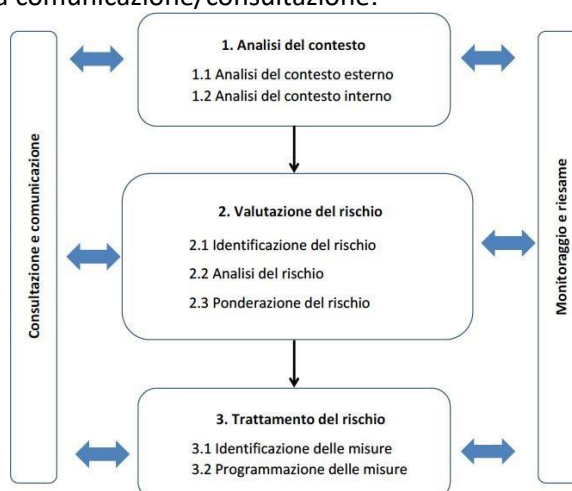 a comunicazione/consultazione:
1. Analisi del contesto
1.1 Analisi del contesto esterno
1.2 Analisi del contesto interno
Consultazione e comunicazione
2. Valutazione del rischio
2.1 Identificazione del rischio
2.2 Analisi del rischio
2.3 Ponderazione del rischio
Monitoraggio e riesame
3. Trattamento del rischio
3.1 Identificazione delle misure
3.2 Programmazione delle misure